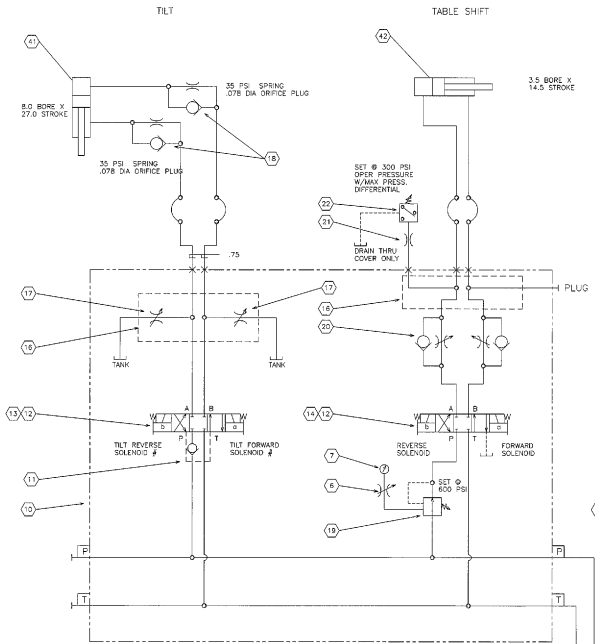 TILT
TABLE SHIFT
41
42
35 PSI SPRING
.078 DIA ORIFICE PLUG
3.5 BORE X
14.5 STROKE
8.0 BORE X
27.0 STROKE
18
35 PSI SPRING
.078 DIA ORIFICE PLUG
SET @ 300 PSI
OPER PRESSURE
W/MAX PRESS.
DIFFERENTIAL
22
21
DRAIN THRU
COVER ONLY
.75
17
17
16
PLUG
16
20
TANK
TANK
A
B
A
B
13
12
14
12
P
T
P
T
TILT REVERSE
SOLENOID #
TILT FORWARD
SOLENOID #
REVERSE
SOLENOID
FORWARD
SOLENOID
b
a
b
a
7
11
6
SET @
600 PSI
10
19
P
P
T
T